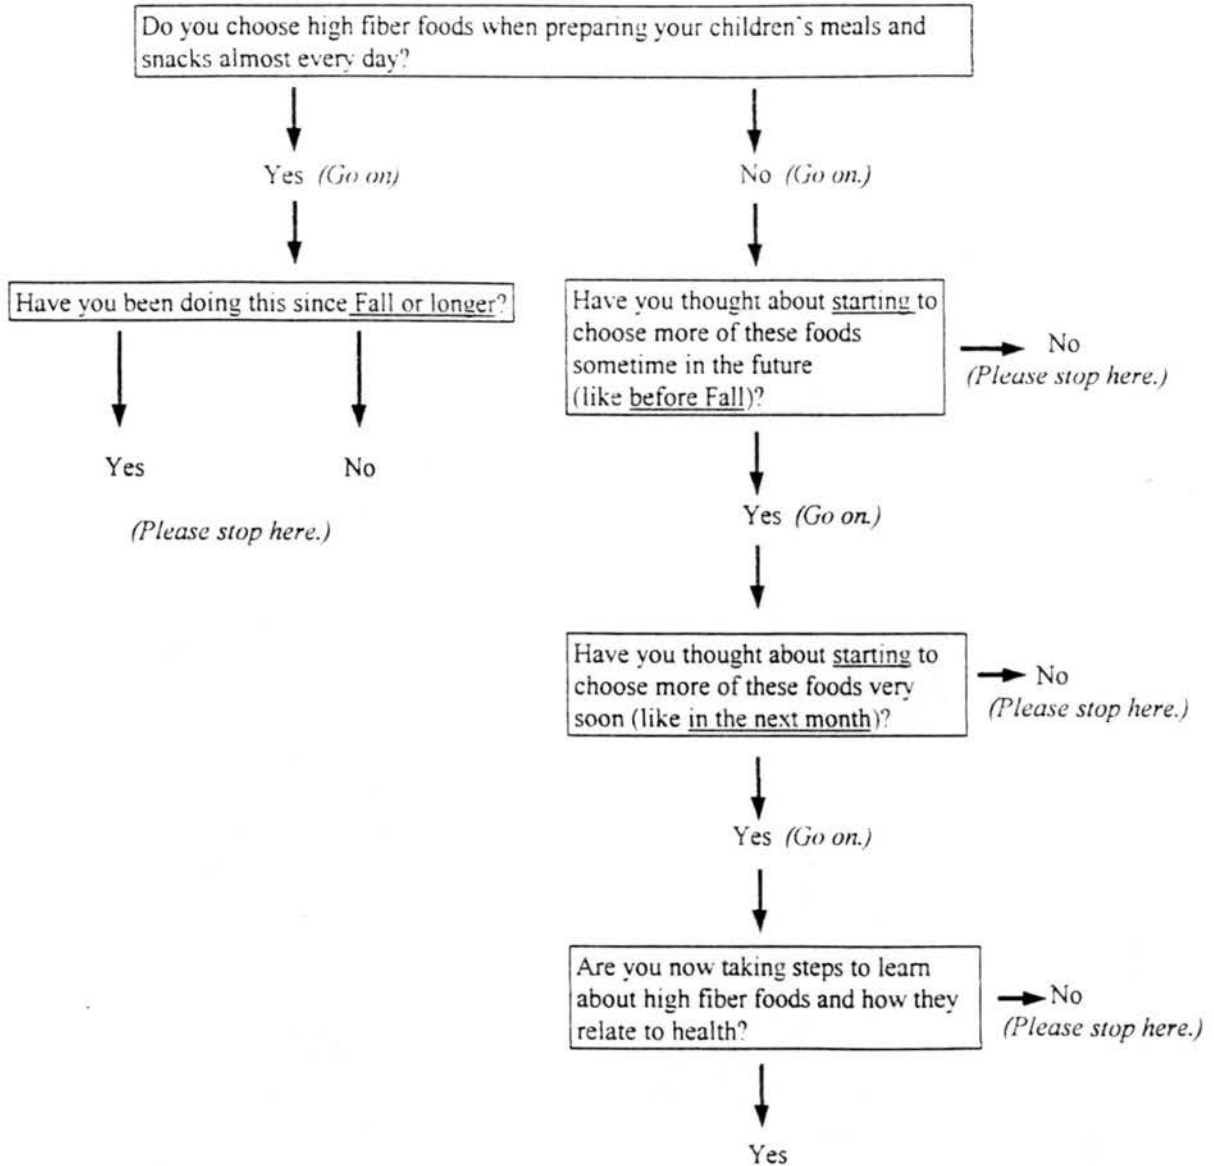 Do you choose high fiber foods when preparing your children's meals and
snacks almost every day?
Yes (Go on)
No (Go on.)
Have you been doing this since Fall or longer?
Yes
No
(Please stop here.)
Have you thought about starting to
choose more of these foods
sometime in the future
(like before Fall)?
No
(Please stop here.)
Yes (Go on.)
Have you thought about starting to
choose more of these foods very
soon (like in the next month)?
No
(Please stop here.)
Yes (Go on.)
Are you now taking steps to learn
about high fiber foods and how they
relate to health?
No
(Please stop here.)
Yes